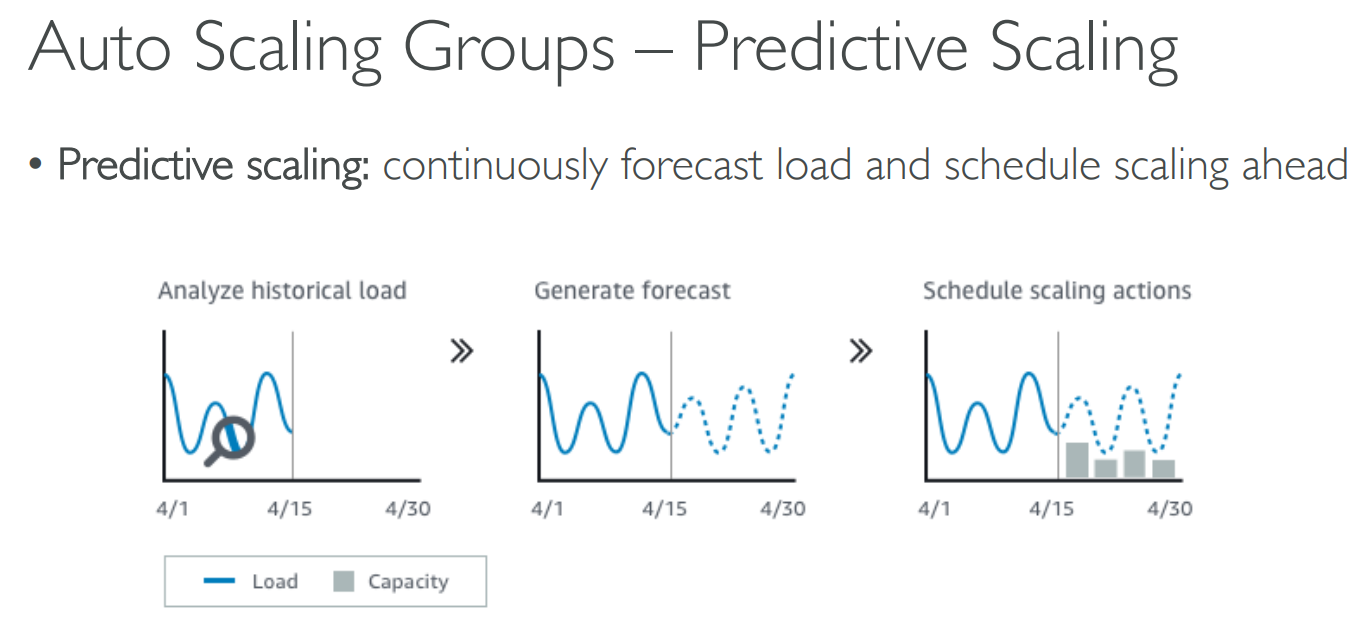 Auto Scaling Groups – Predictive Scaling
• Predictive scaling: continuously forecast load and schedule scaling ahead
Analyze historical load
Generate forecast
Schedule scaling actions
4/1 4/15 4/30
4/1 4/15 4/30
4/1 4/15 4/30
Load Capacity